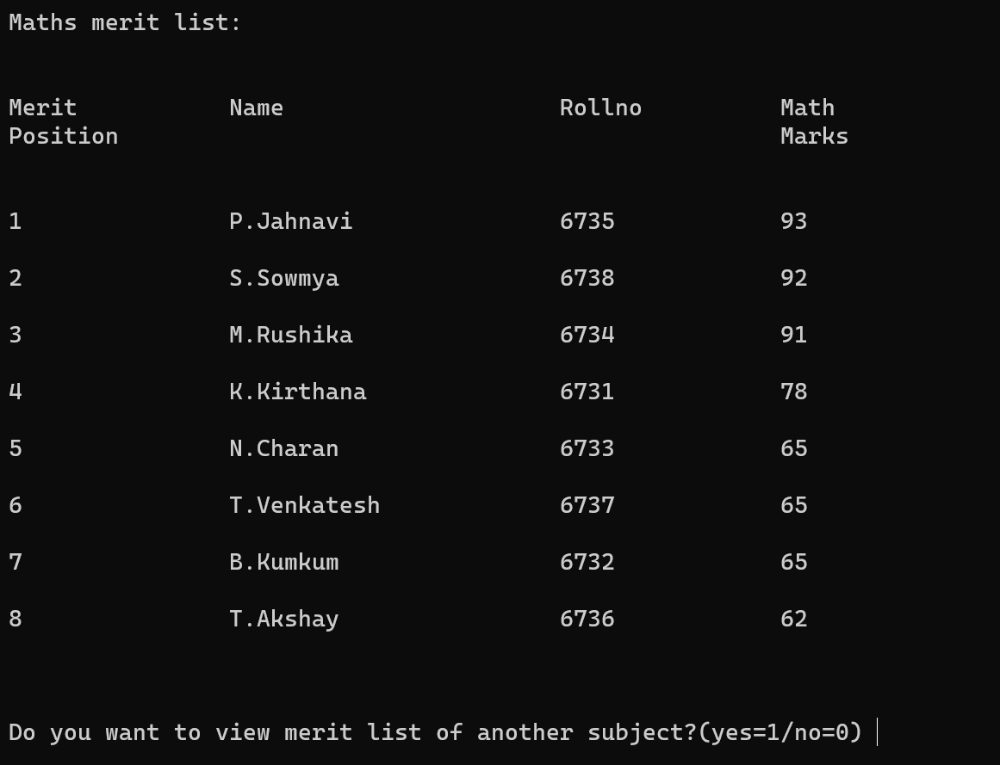 Maths merit list:
Merit Name Rollno Math
Position Marks
1 P.Jahnavi 6735 93
2 S.Sowmya 6738 92
3 M.Rushika 6734 91
4 K.Kirthana 6731 78
5 N.Charan 6733 65
6 T.Venkatesh 6737 65
7 B.Kumkum 6732 65
8 T.Akshay 6736 62
Do you want to view merit list of another subject?(yes=1/no=0)